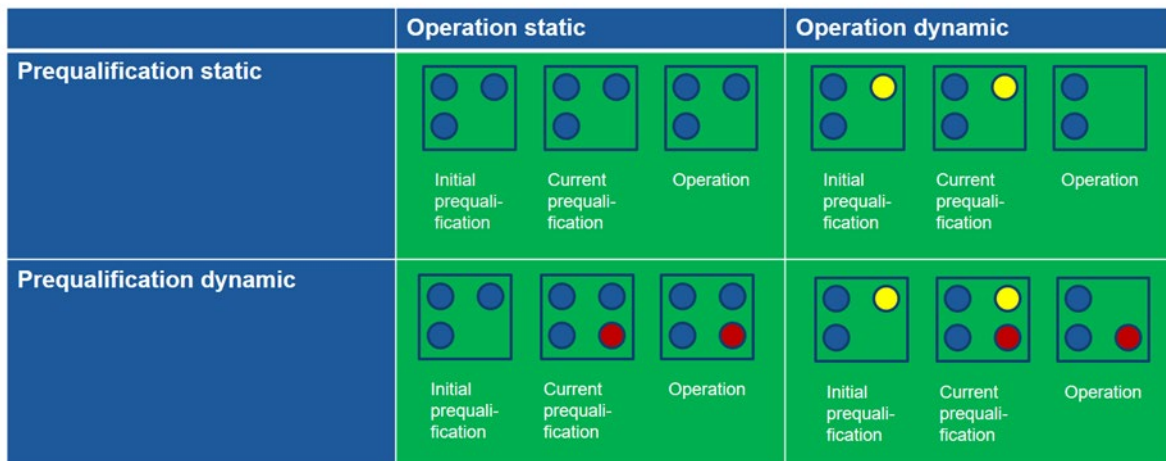 Operation static
Operation dynamic
Prequalification static
Initial
prequali-
fication
Current
prequali-
fication
Operation
Initial
prequali-
fication
Current
prequali-
fication
Operation
Prequalification dynamic
Initial
prequali-
fication
Current
prequali-
fication
Operation
Initial
prequali-
fication
Current
prequali-
fication
Operation